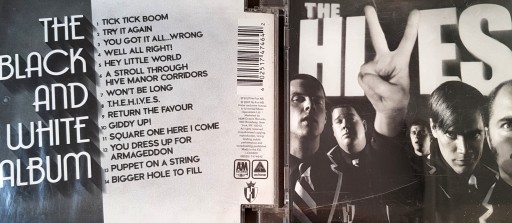 THE
BLACK
AND
WHITE
ALBUM
1 TICK TICK BOOM
2 TRY IT AGAIN
3 YOU GOT IT ALL...WRONG
4 WELL ALL RIGHT!
5 HEY LITTLE WORLD
6 A STROLL THROUGH
HIVE MANOR CORRIDORS
7 WON'T BE LONG
8 T.H.E.H.I.V.E.S.
9 RETURN THE FAVOUR
10 GIDDY UP!
11 SQUARE ONE HERE I COME
12 YOU DRESS UP FOR
ARMAGEDDON
13 PUPPET ON A STRING
14 BIGGER HOLE TO FILL
A&M
THE
HIVES